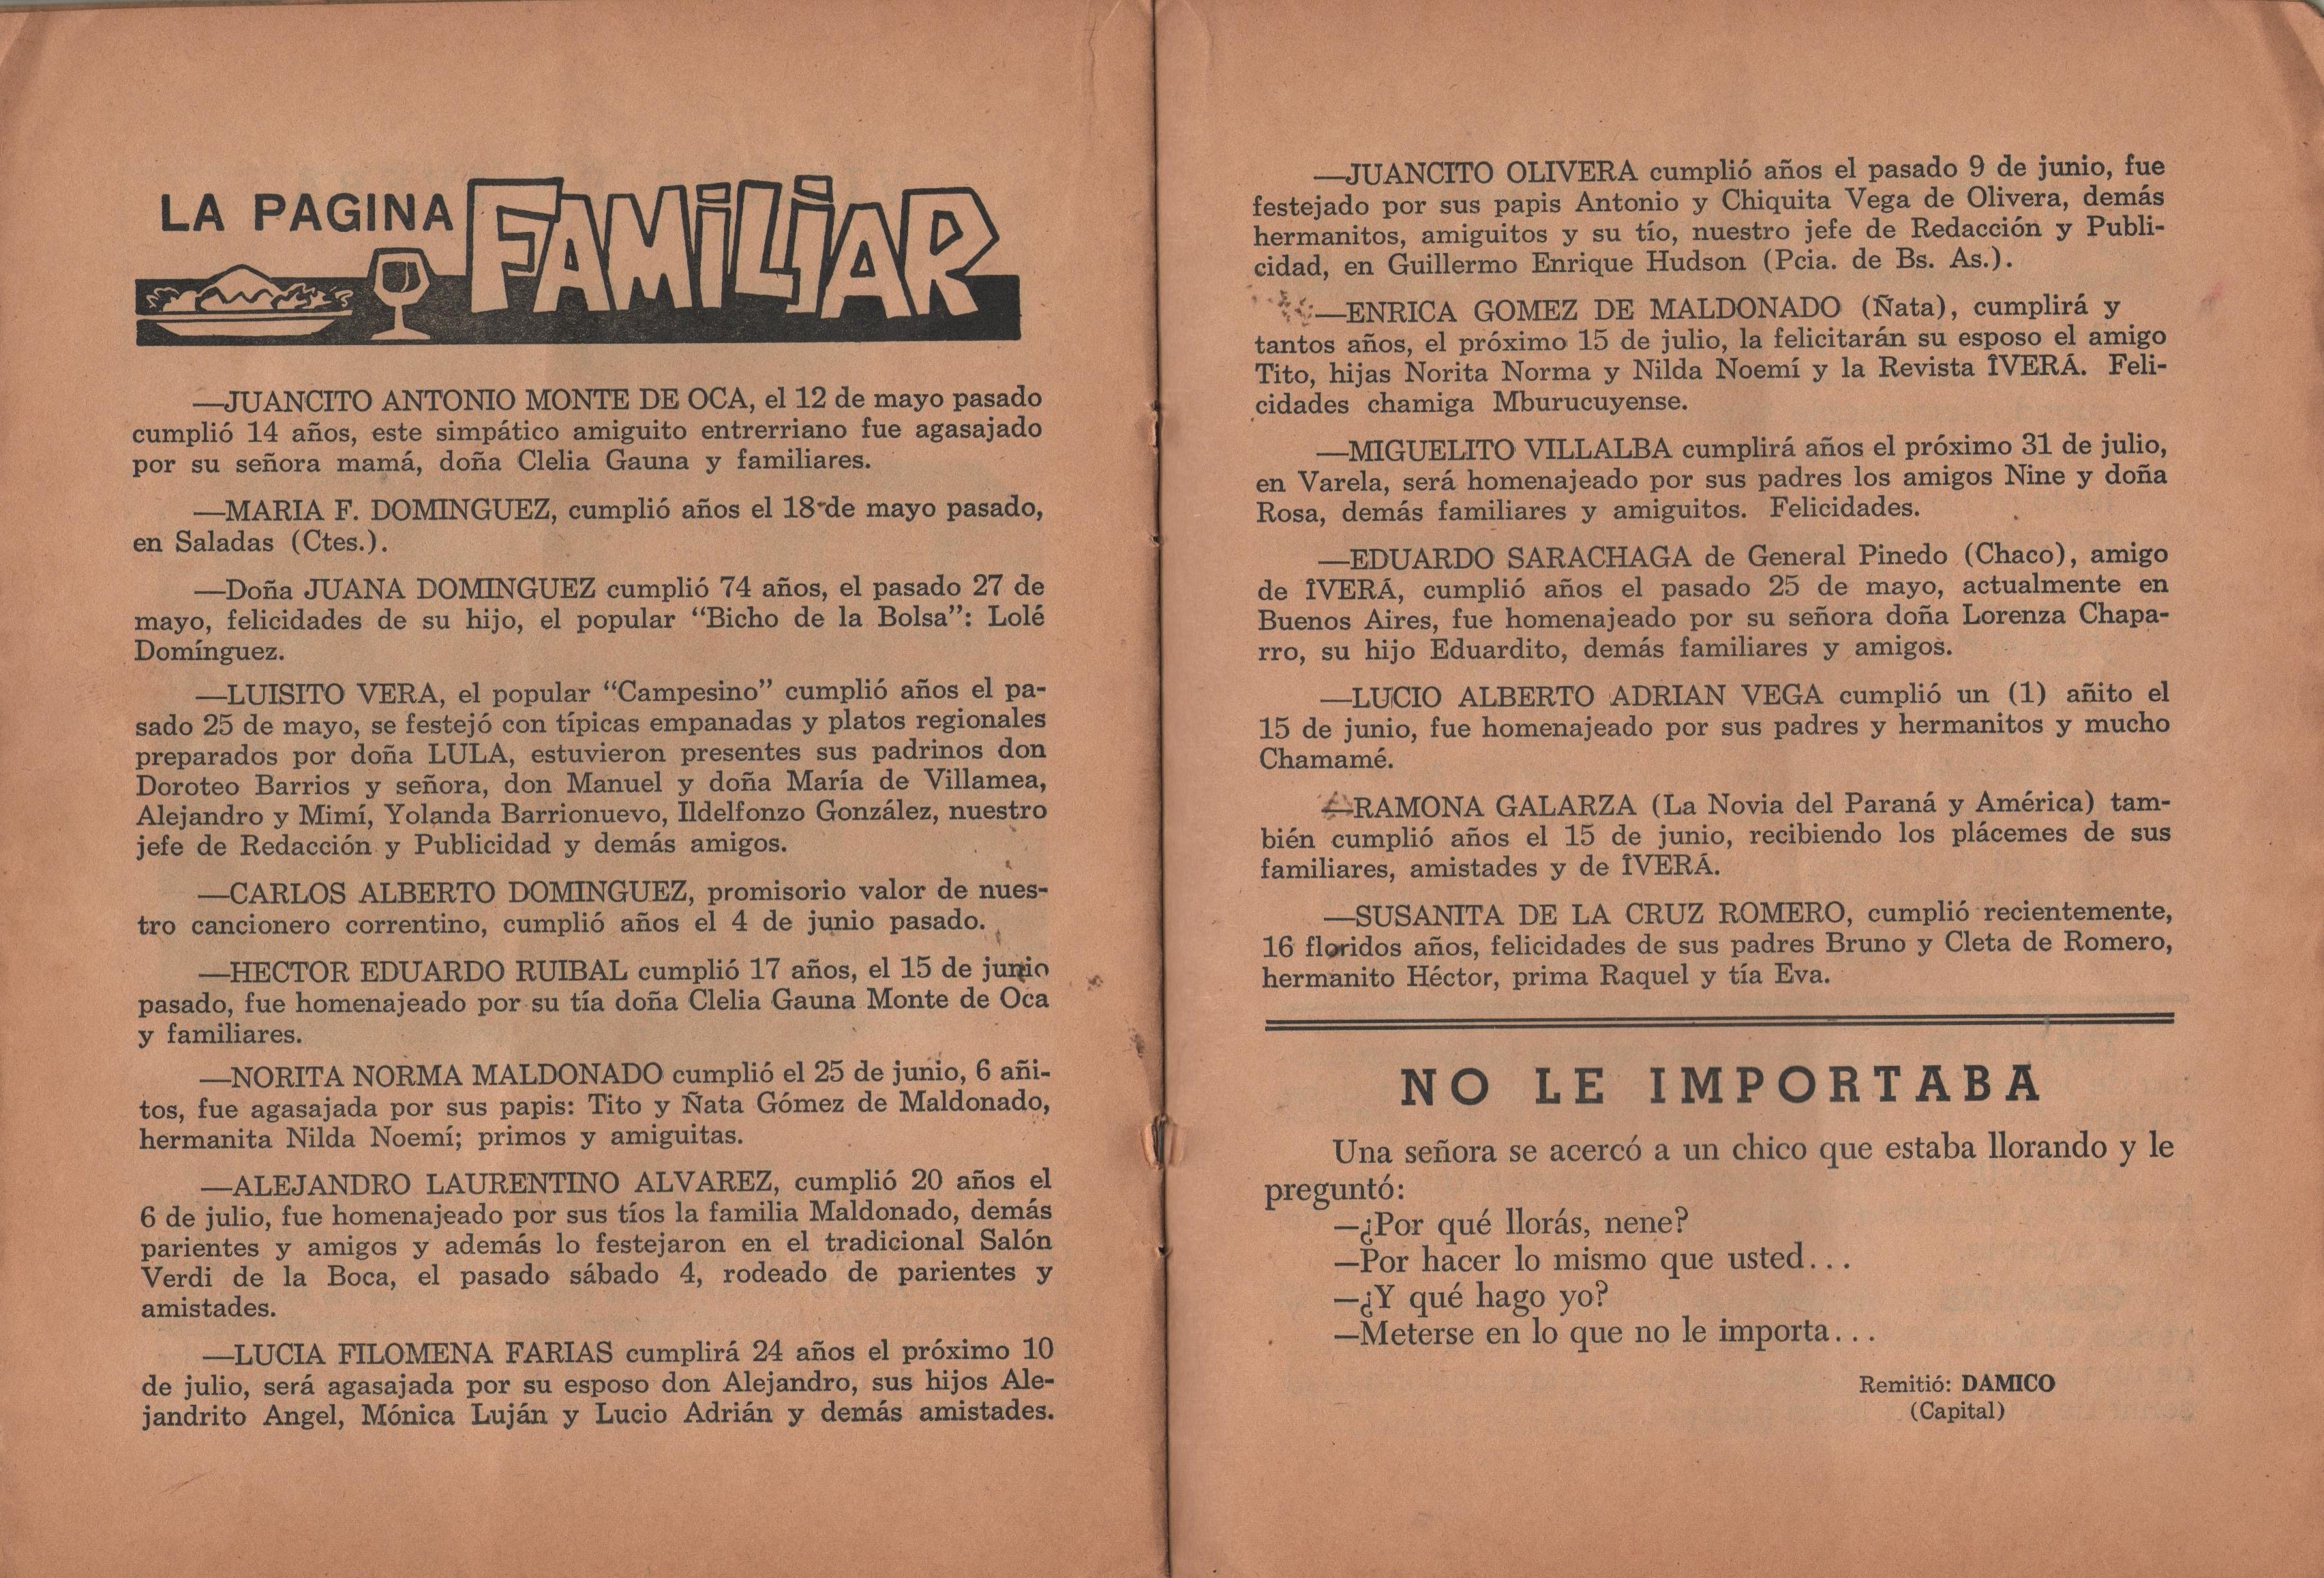 LA PAGINA FAMILIAR
—JUANCITO ANTONIO MONTE DE OCA, el 12 de mayo pasado
cumplió 14 años, este simpático amiguito entrerriano fue agasajado
por su señora mamá, doña Clelia Gauna y familiares.
—MARIA F. DOMINGUEZ, cumplió años el 18 de mayo pasado,
en Saladas (Ctes.).
—Doña JUANA DOMINGUEZ cumplió 74 años, el pasado 27 de
mayo, felicidades de su hijo, el popular “Bicho de la Bolsa”: Lolé
Domínguez.
—LUISITO VERA, el popular “Campesino” cumplió años el pa-
sado 25 de mayo, se festejó con típicas empanadas y platos regionales
preparados por doña LULA, estuvieron presentes sus padrinos don
Doroteo Barrios y señora, don Manuel y doña María de Villamea,
Alejandro y Mimí, Yolanda Barrionuevo, Ildelfonzo González, nuestro
jefe de Redacción y Publicidad y demás amigos.
—CARLOS ALBERTO DOMINGUEZ, promisorio valor de nues-
tro cancionero correntino, cumplió años el 4 de junio pasado.
—HECTOR EDUARDO RUIBAL cumplió 17 años, el 15 de junio
pasado, fue homenajeado por su tía doña Clelia Gauna Monte de Oca
y familiares.
—NORITA NORMA MALDONADO cumplió el 25 de junio, 6 añi-
tos, fue agasajada por sus papis: Tito y Ñata Gómez de Maldonado,
hermanita Nilda Noemí; primos y amiguitas.
—ALEJANDRO LAURENTINO ALVAREZ, cumplió 20 años el
6 de julio, fue homenajeado por sus tíos la familia Maldonado, demás
parientes y amigos y además lo festejaron en el tradicional Salón
Verdi de la Boca, el pasado sábado 4, rodeado de parientes y
amistades.
—LUCIA FILOMENA FARIAS cumplirá 24 años el próximo 10
de julio, será agasajada por su esposo don Alejandro, sus hijos Ale-
jandrito Angel, Mónica Luján y Lucio Adrián y demás amistades.
—JUANCITO OLIVERA cumplió años el pasado 9 de junio, fue
festejado por sus papis Antonio y Chiquita Vega de Olivera, demás
hermanitos, amiguitos y su tío, nuestro jefe de Redacción y Publi-
cidad, en Guillermo Enrique Hudson (Pcia. de Bs. As.).
—ENRICA GOMEZ DE MALDONADO (Ñata), cumplirá y
tantos años, el próximo 15 de julio, la felicitarán su esposo el amigo
Tito, hijas Norita Norma y Nilda Noemí y la Revista ÎVERÁ. Feli-
cidades chamiga Mburucuyense.
—MIGUELITO VILLALBA cumplirá años el próximo 31 de julio,
en Varela, será homenajeado por sus padres los amigos Nine y doña
Rosa, demás familiares y amiguitos. Felicidades.
—EDUARDO SARACHAGA de General Pinedo (Chaco), amigo
de ÎVERÁ, cumplió años el pasado 25 de mayo, actualmente en
Buenos Aires, fue homenajeado por su señora doña Lorenza Chapa-
rro, su hijo Eduardito, demás familiares y amigos.
—LUCIO ALBERTO ADRIAN VEGA cumplió un (1) añito el
15 de junio, fue homenajeado por sus padres y hermanitos y mucho
Chamamé.
—RAMONA GALARZA (La Novia del Paraná y América) tam-
bién cumplió años el 15 de junio, recibiendo los plácemes de sus
familiares, amistades y de ÎVERÁ.
—SUSANITA DE LA CRUZ ROMERO, cumplió recientemente,
16 floridos años, felicidades de sus padres Bruno y Cleta de Romero,
hermanito Héctor, prima Raquel y tía Eva.
NO LE IMPORTABA
Una señora se acercó a un chico que estaba llorando y le
preguntó:
—¿Por qué llorás, nene?
—Por hacer lo mismo que usted...
—¿Y qué hago yo?
—Meterse en lo que no le importa...
Remitió: DAMICO
(Capital)